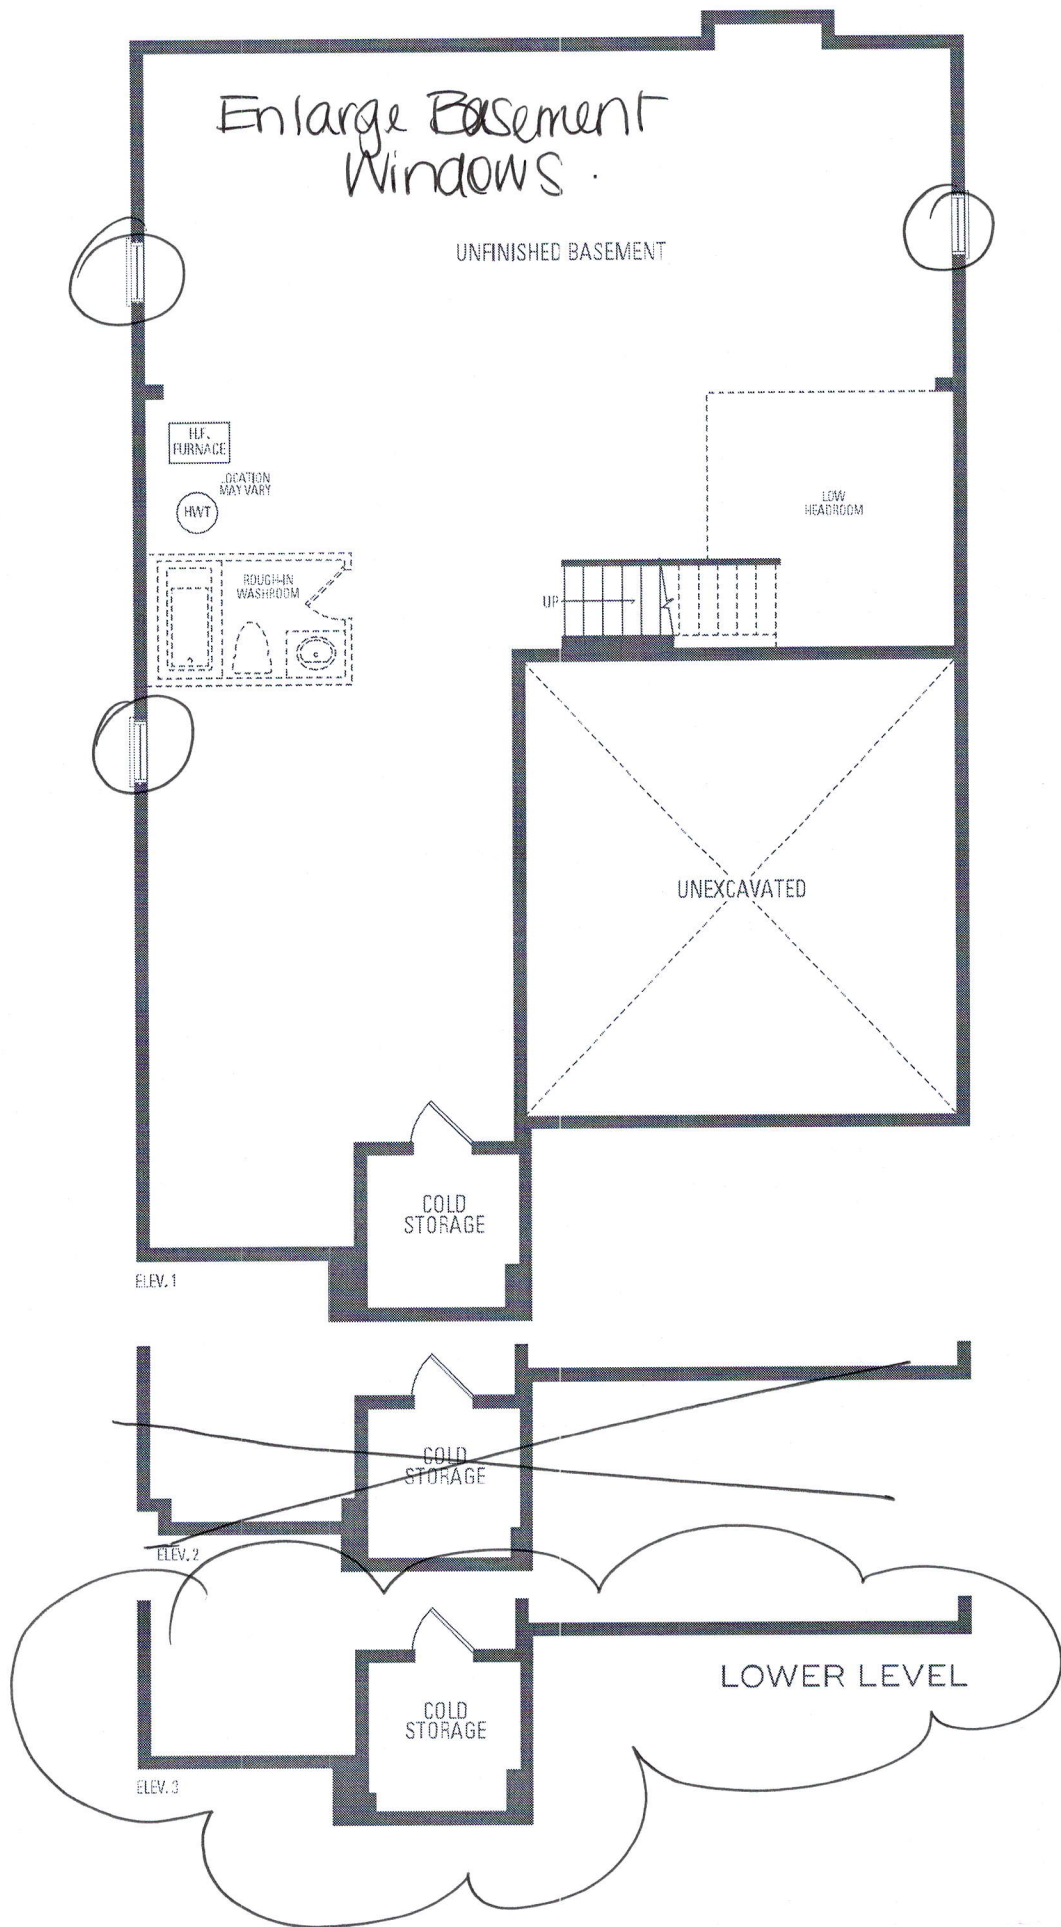 Enlarge Basement
Windows.
UNFINISHED BASEMENT
H.F.
FURNACE
LOCATION
MAY VARY
HWT
LOW
HEADROOM
ROUGH-IN
WASHROOM
UP
C
UNEXCAVATED
COLD
STORAGE
ELEV. 1
COLD
STORAGE
ELEV. 2
LOWER LEVEL
COLD
STORAGE
ELEV. 3